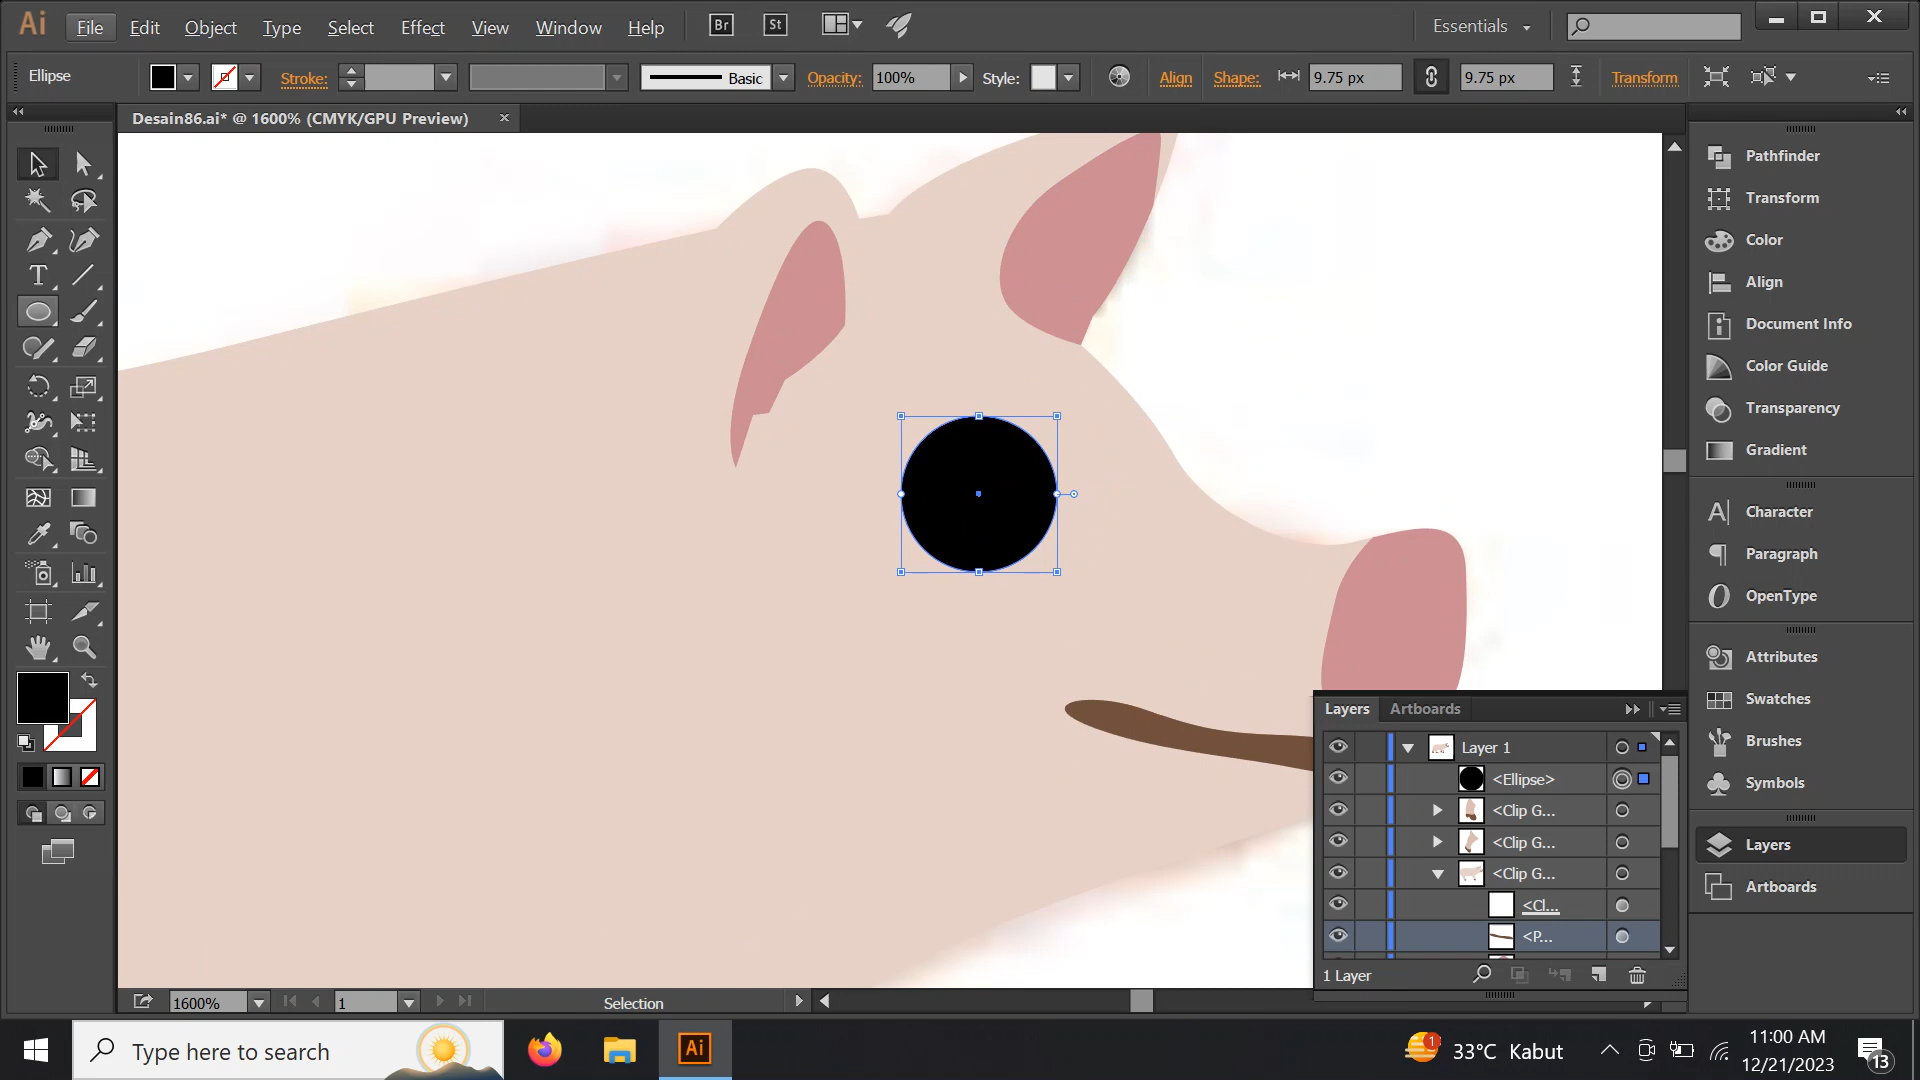 Ai File Edit Object Type Select Effect View Window Help Br St Essentials
Ellipse Stroke: Basic Opacity: 100% Style: Align Shape: 9.75 px 9.75 px Transform
Desain86.ai* @ 1600% (CMYK/GPU Preview)
Pathfinder
Transform
Color
Align
Document Info
Color Guide
Transparency
Gradient
Character
Paragraph
OpenType
Attributes
Swatches
Brushes
Symbols
Layers
Artboards
Layers Artboards
Layer 1
<Ellipse>
<Clip G...
<Clip G...
<Clip G...
<Cl...
<P...
1 Layer
1600% 1 Selection
Type here to search Ai 1 33°C Kabut 11:00 AM
12/21/2023 13